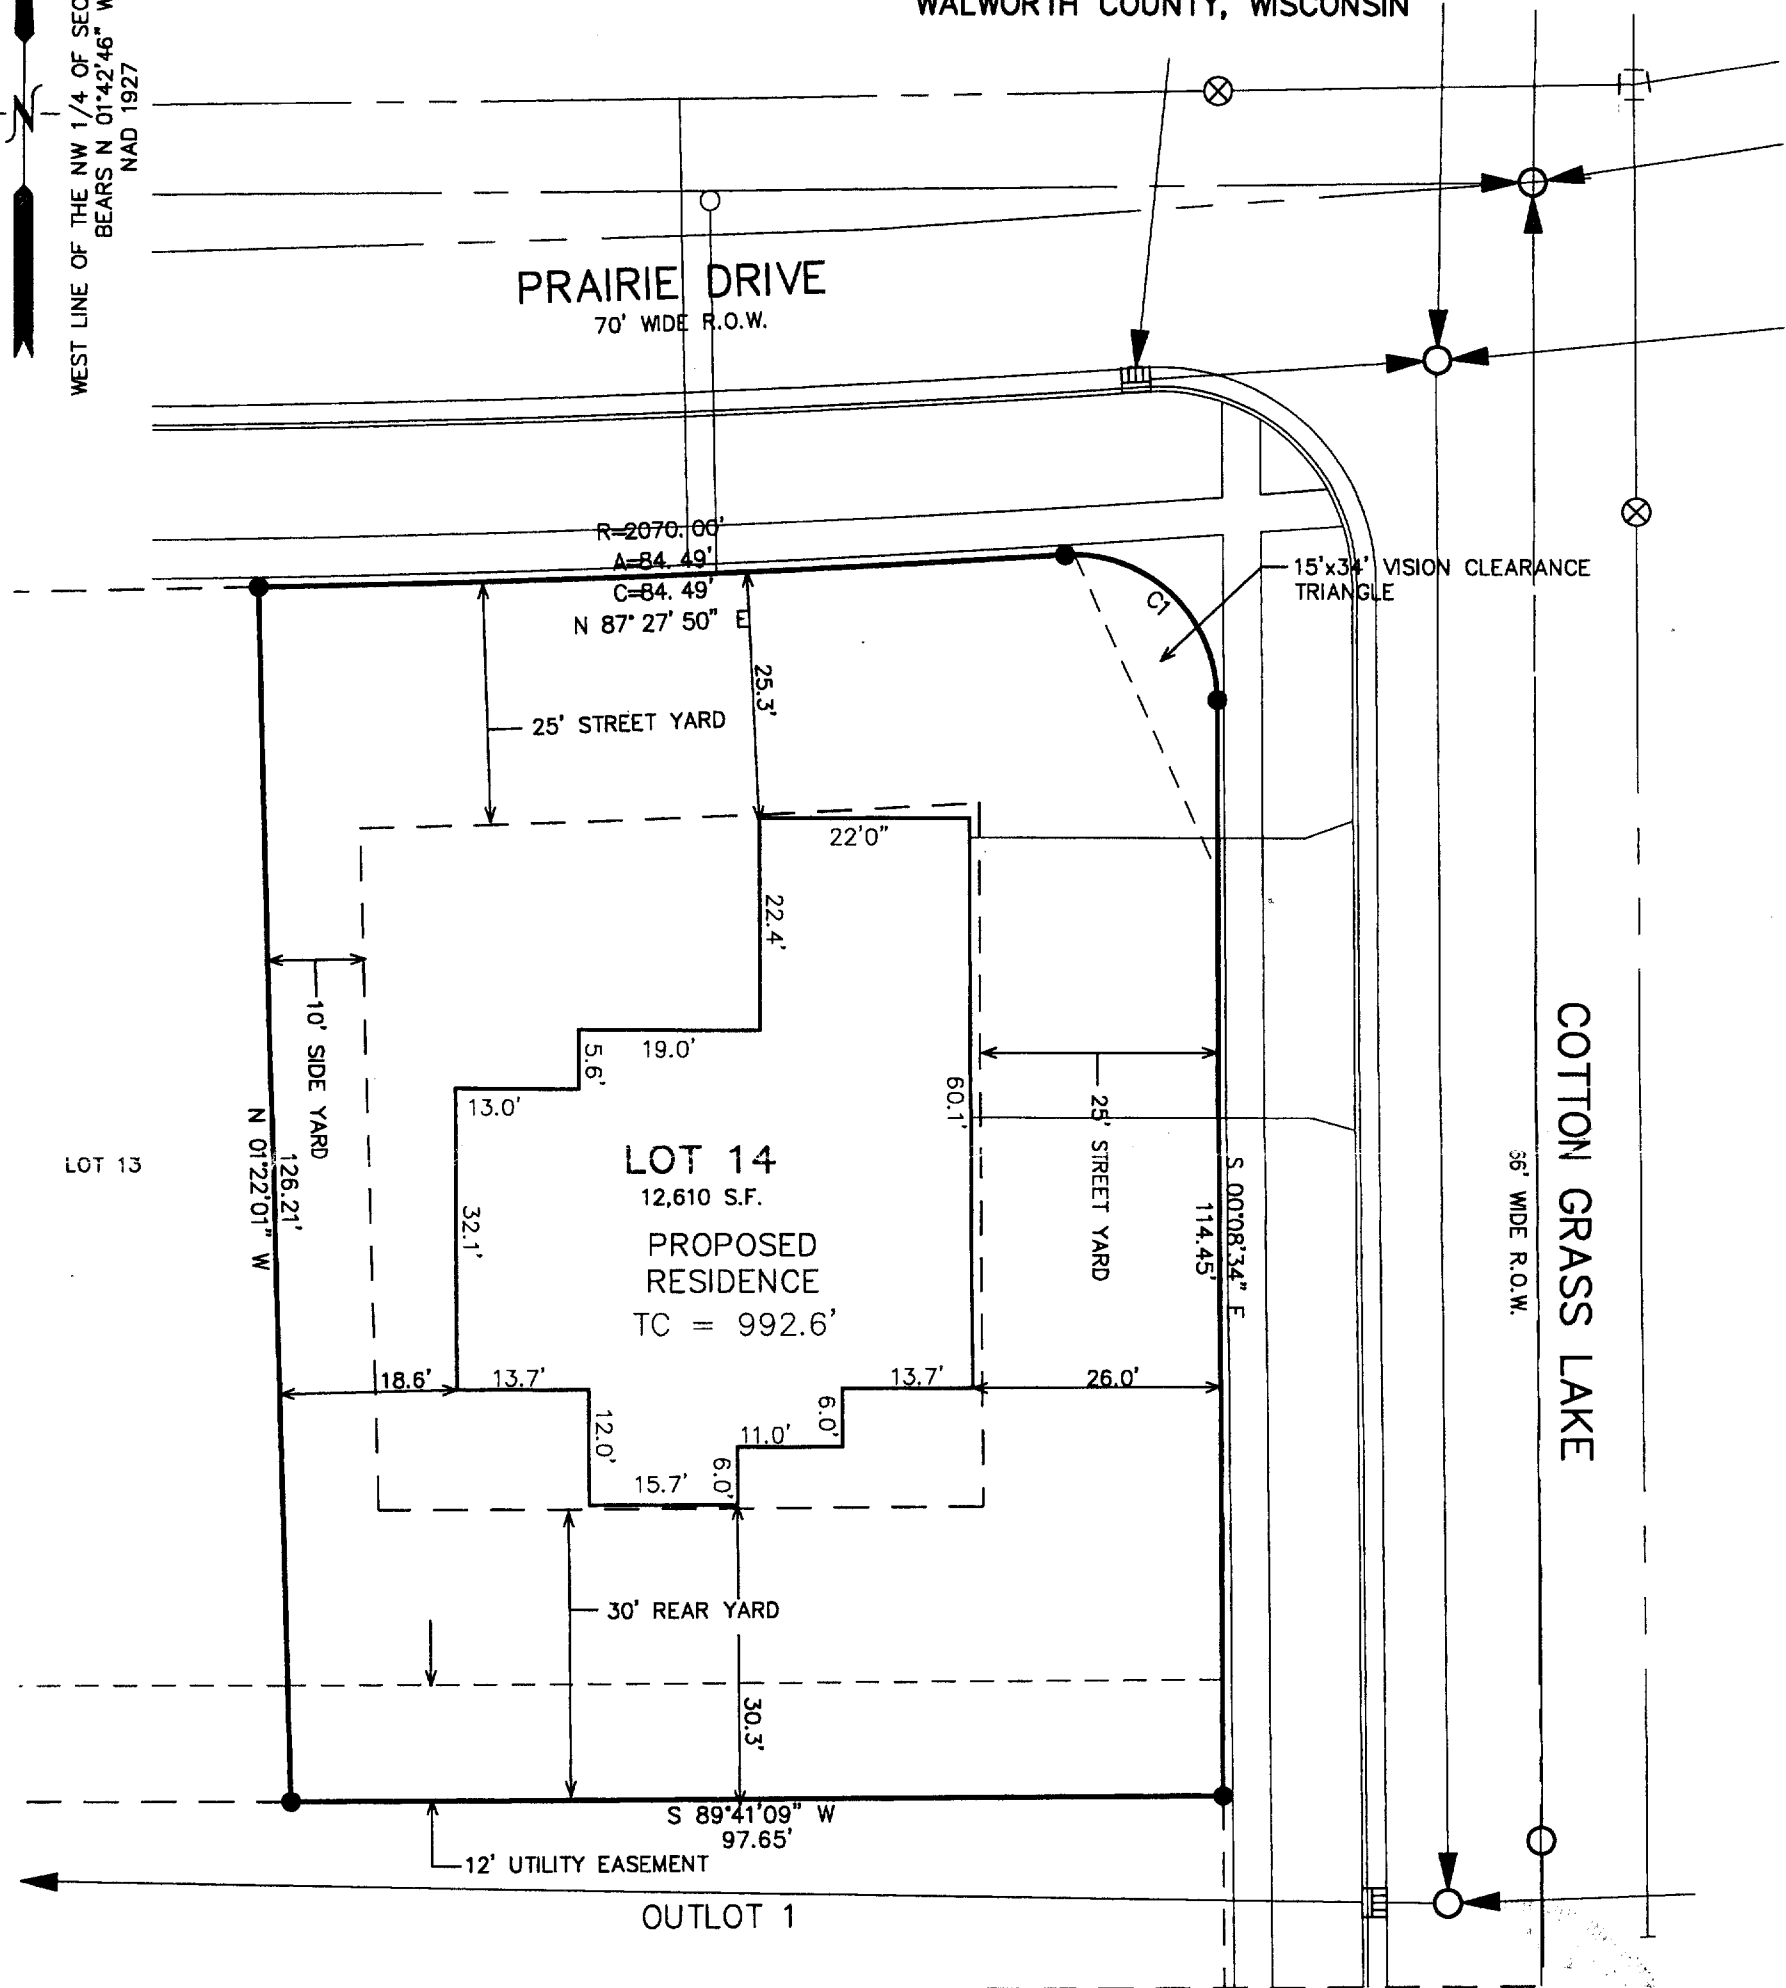 WALWORTH COUNTY, WISCONSIN
N
WEST LINE OF THE NW 1/4 OF SEC
BEARS N 01°42'46" W
NAD 1927
PRAIRIE DRIVE
70' WIDE R.O.W.
R=2070.00'
A=84.49'
C=84.49'
N 87°27'50" E
C1
15'x34' VISION CLEARANCE
TRIANGLE
25' STREET YARD
25.3'
22'0"
22.4'
19.0'
5.6'
13.0'
10' SIDE YARD
60.1'
25' STREET YARD
LOT 13
126.21'
N 01°22'01" W
LOT 14
12,610 S.F.
PROPOSED
RESIDENCE
TC = 992.6'
32.1'
S 00°08'34" E
114.45'
66' WIDE R.O.W.
COTTON GRASS LAKE
18.6'
13.7'
13.7'
26.0'
12.0'
11.0'
6.0'
15.7'
6.0'
30' REAR YARD
30.3'
S 89°41'09" W
97.65'
12' UTILITY EASEMENT
OUTLOT 1